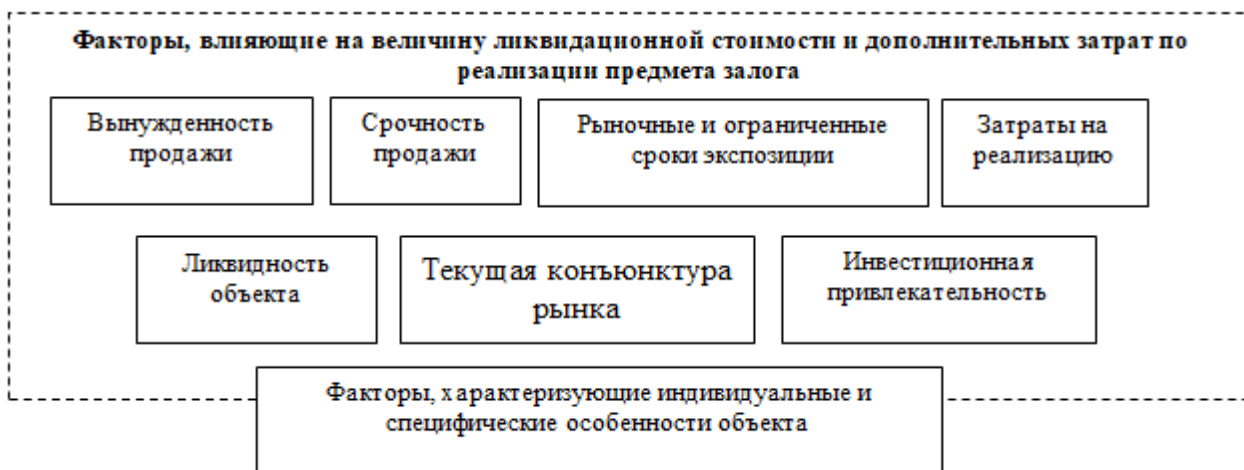 Факторы, влияющие на величину ликвидационной стоимости и дополнительных затрат по
реализации предмета залога
Вынужденность
продажи
Срочность
продажи
Рыночные и ограниченные
сроки экспозиции
Затраты на
реализацию
Ликвидность
объекта
Текущая конъюнктура
рынка
Инвестиционная
привлекательность
Факторы, характеризующие индивидуальные и
специфические особенности объекта